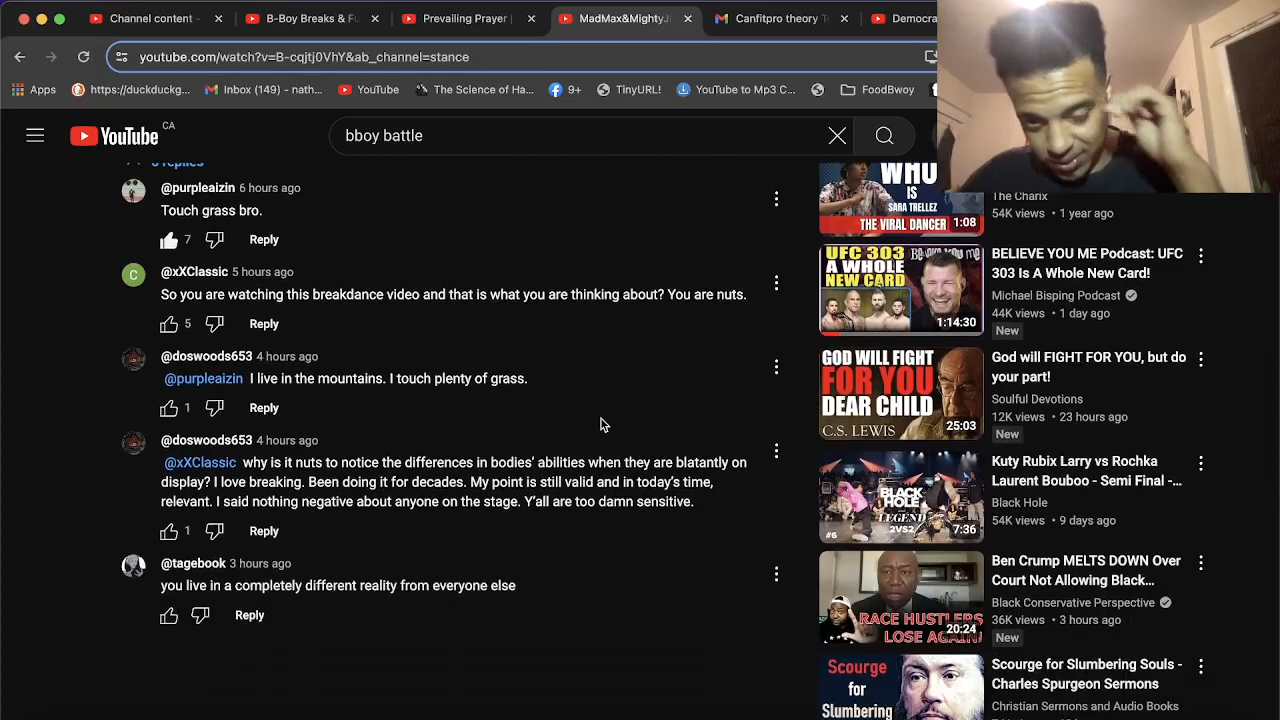 Channel content -
B-Boy Breaks & Fu
Prevailing Prayer |
MadMax&MightyJi
Canfitpro theory Te
Democra
youtube.com/watch?v=B-cqjtj0VhY&ab_channel=stance
Apps
https://duckduckg...
Inbox (149) - nath...
YouTube
The Science of Ha...
9+
TinyURL!
YouTube to Mp3 C...
FoodBwoy
YouTube CA
bboy battle
@purpleaizin 6 hours ago
Touch grass bro.
7 Reply
C
@xXClassic 5 hours ago
So you are watching this breakdance video and that is what you are thinking about? You are nuts.
5 Reply
@doswoods653 4 hours ago
@purpleaizin I live in the mountains. I touch plenty of grass.
1 Reply
@doswoods653 4 hours ago
@xXClassic why is it nuts to notice the differences in bodies' abilities when they are blatantly on
display? I love breaking. Been doing it for decades. My point is still valid and in today's time,
relevant. I said nothing negative about anyone on the stage. Y'all are too damn sensitive.
1 Reply
@tagebook 3 hours ago
you live in a completely different reality from everyone else
Reply
WHO
IS
SARA TRELLEZ
THE VIRAL DANCER
1:08
The Charix
54K views • 1 year ago
UFC 303
A WHOLE
NEW CARD
BELIEVE YOU ME
1:14:30
BELIEVE YOU ME Podcast: UFC
303 Is A Whole New Card!
Michael Bisping Podcast
44K views • 1 day ago
New
GOD WILL FIGHT
FOR YOU
DEAR CHILD
C.S. LEWIS
25:03
God will FIGHT FOR YOU, but do
your part!
Soulful Devotions
12K views • 23 hours ago
New
BLACK
HOLE
LEGEND
2VS2
#6
7:36
Kuty Rubix Larry vs Rochka
Laurent Bouboo - Semi Final -...
Black Hole
54K views • 9 days ago
RACE HUSTLERS
LOSE AGAIN!
20:24
Ben Crump MELTS DOWN Over
Court Not Allowing Black...
Black Conservative Perspective
36K views • 3 hours ago
New
Scourge
for
Slumbering
Scourge for Slumbering Souls -
Charles Spurgeon Sermons
Christian Sermons and Audio Books